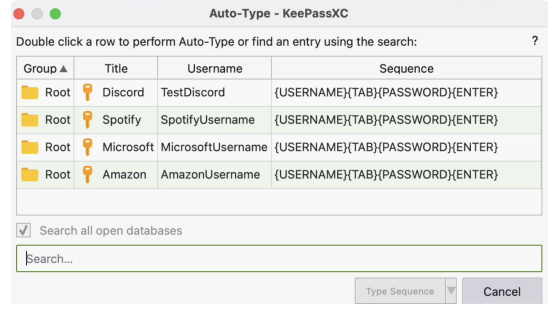 Auto-Type - KeePassXC
Double click a row to perform Auto-Type or find an entry using the search: ?
Group Title Username Sequence
Root Discord TestDiscord {USERNAME}{TAB}{PASSWORD}{ENTER}
Root Spotify SpotifyUsername {USERNAME}{TAB}{PASSWORD}{ENTER}
Root Microsoft MicrosoftUsername {USERNAME}{TAB}{PASSWORD}{ENTER}
Root Amazon AmazonUsername {USERNAME}{TAB}{PASSWORD}{ENTER}
Search all open databases
Search...
Type Sequence Cancel